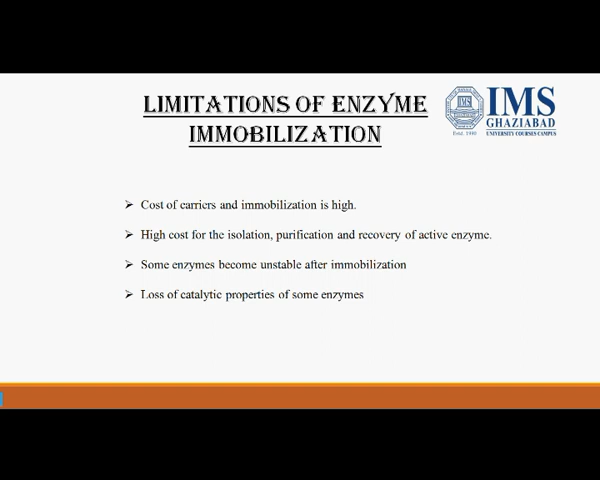 LIMITATIONS OF ENZYME
IMMOBILIZATION
IMS
GHAZIABAD
UNIVERSITY COURSES CAMPUS
Estd. 1990
Cost of carriers and immobilization is high.
High cost for the isolation, purification and recovery of active enzyme.
Some enzymes become unstable after immobilization
Loss of catalytic properties of some enzymes